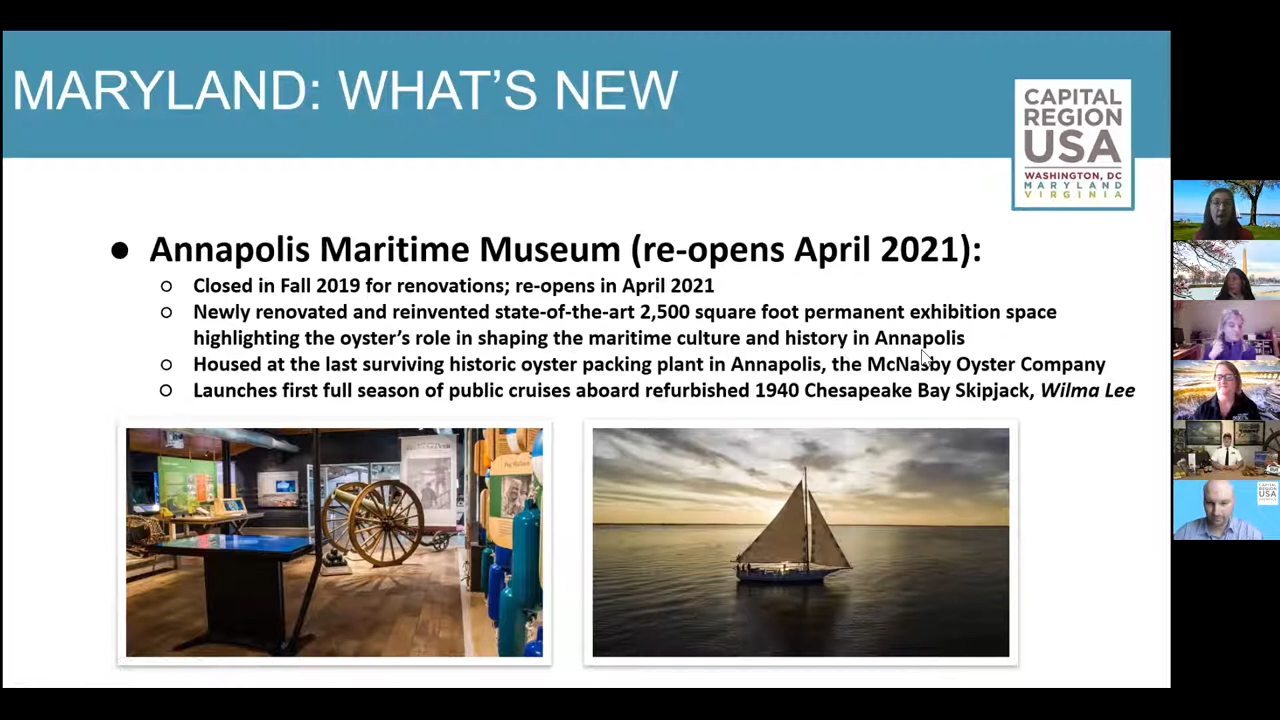 MARYLAND: WHAT'S NEW
CAPITAL
REGION
USA
WASHINGTON, DC
MARYLAND
VIRGINIA
● Annapolis Maritime Museum (re-opens April 2021):
○ Closed in Fall 2019 for renovations; re-opens in April 2021
○ Newly renovated and reinvented state-of-the-art 2,500 square foot permanent exhibition space
highlighting the oyster's role in shaping the maritime culture and history in Annapolis
○ Housed at the last surviving historic oyster packing plant in Annapolis, the McNasby Oyster Company
○ Launches first full season of public cruises aboard refurbished 1940 Chesapeake Bay Skipjack, Wilma Lee
CAPITAL
REGION
USA